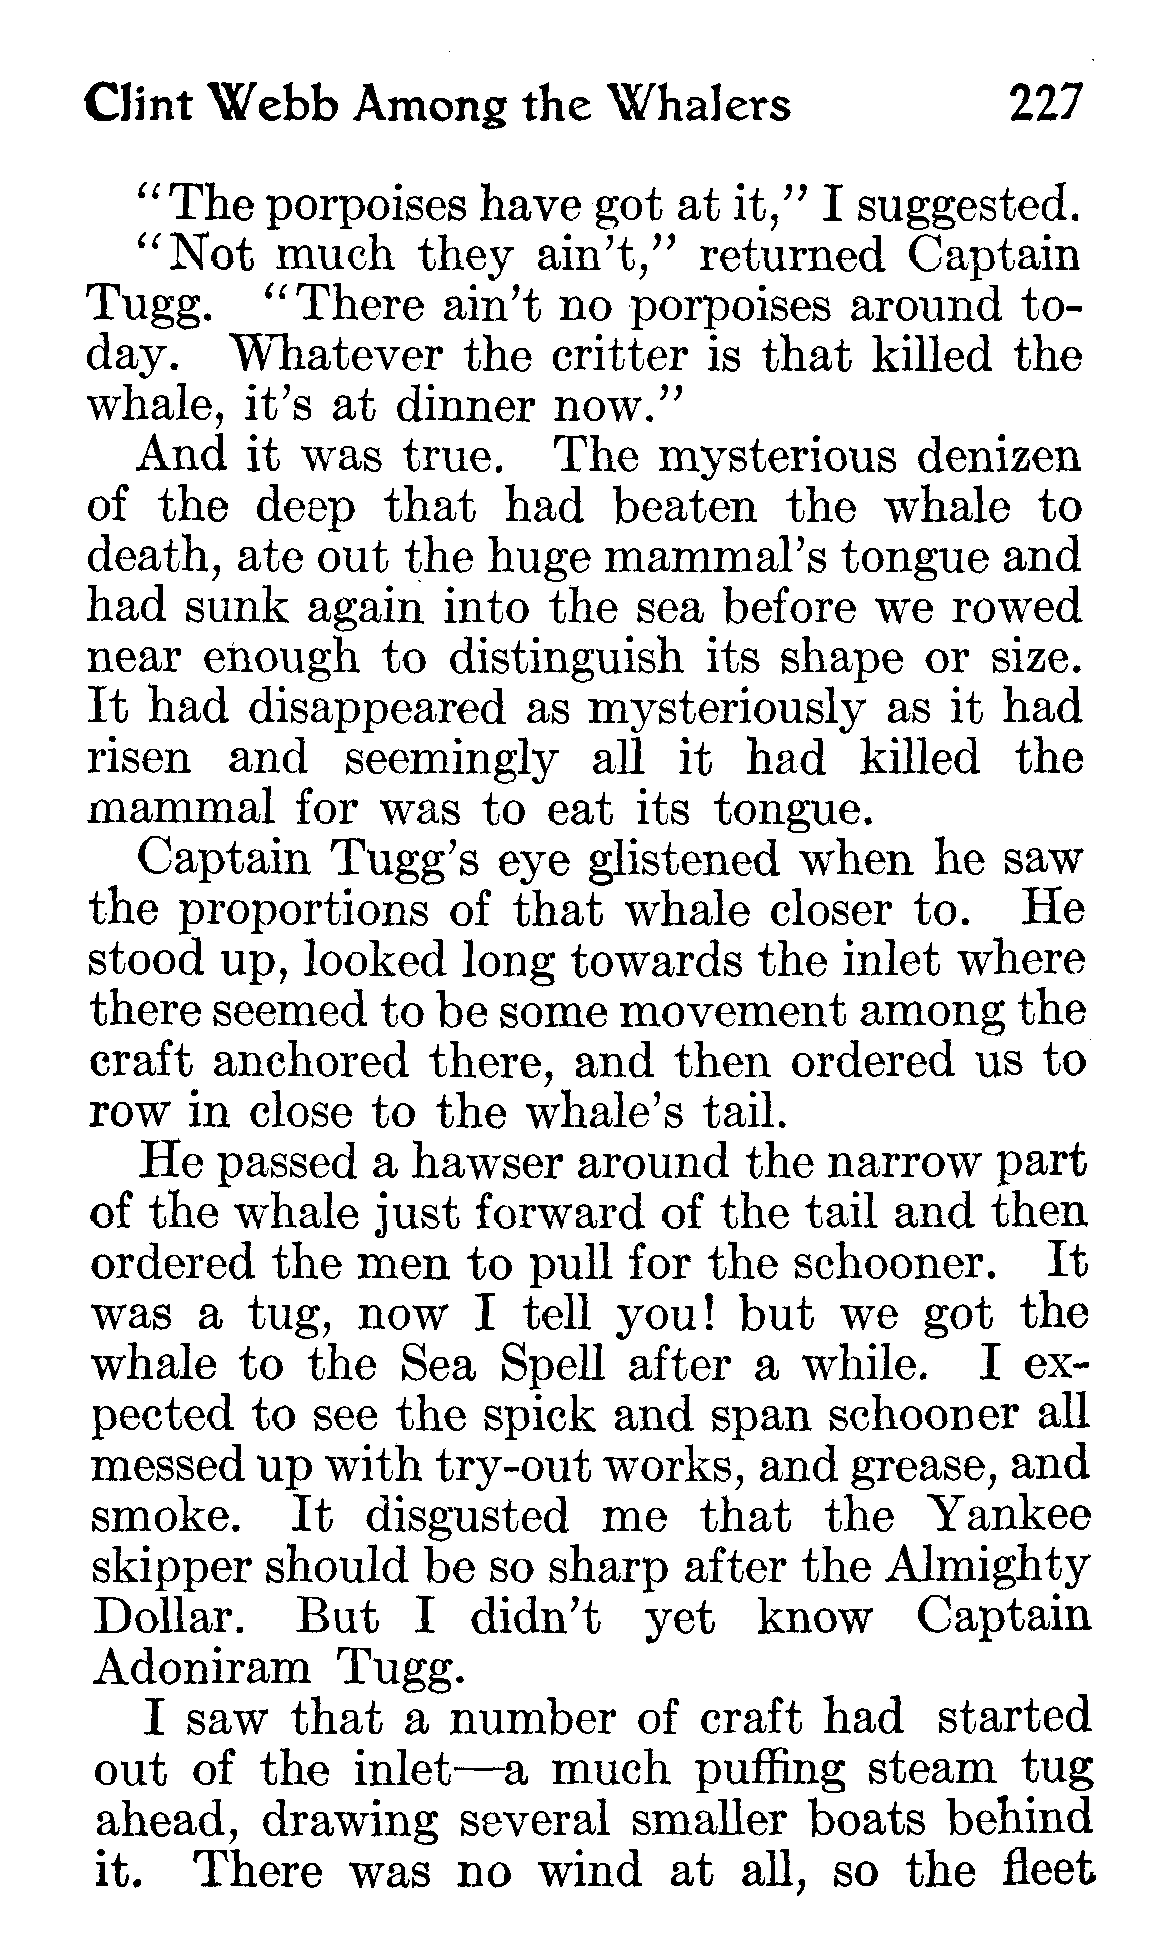 Clint Webb Among the Whalers 227
"The porpoises have got at it," I suggested.
"Not much they ain't," returned Captain
Tugg. "There ain't no porpoises around to-
day. Whatever the critter is that killed the
whale, it's at dinner now."
And it was true. The mysterious denizen
of the deep that had beaten the whale to
death, ate out the huge mammal's tongue and
had sunk again into the sea before we rowed
near enough to distinguish its shape or size.
It had disappeared as mysteriously as it had
risen and seemingly all it had killed the
mammal for was to eat its tongue.
Captain Tugg's eye glistened when he saw
the proportions of that whale closer to. He
stood up, looked long towards the inlet where
there seemed to be some movement among the
craft anchored there, and then ordered us to
row in close to the whale's tail.
He passed a hawser around the narrow part
of the whale just forward of the tail and then
ordered the men to pull for the schooner. It
was a tug, now I tell you! but we got the
whale to the Sea Spell after a while. I ex-
pected to see the spick and span schooner all
messed up with try-out works, and grease, and
smoke. It disgusted me that the Yankee
skipper should be so sharp after the Almighty
Dollar. But I didn't yet know Captain
Adoniram Tugg.
I saw that a number of craft had started
out of the inlet—a much puffing steam tug
ahead, drawing several smaller boats behind
it. There was no wind at all, so the fleet